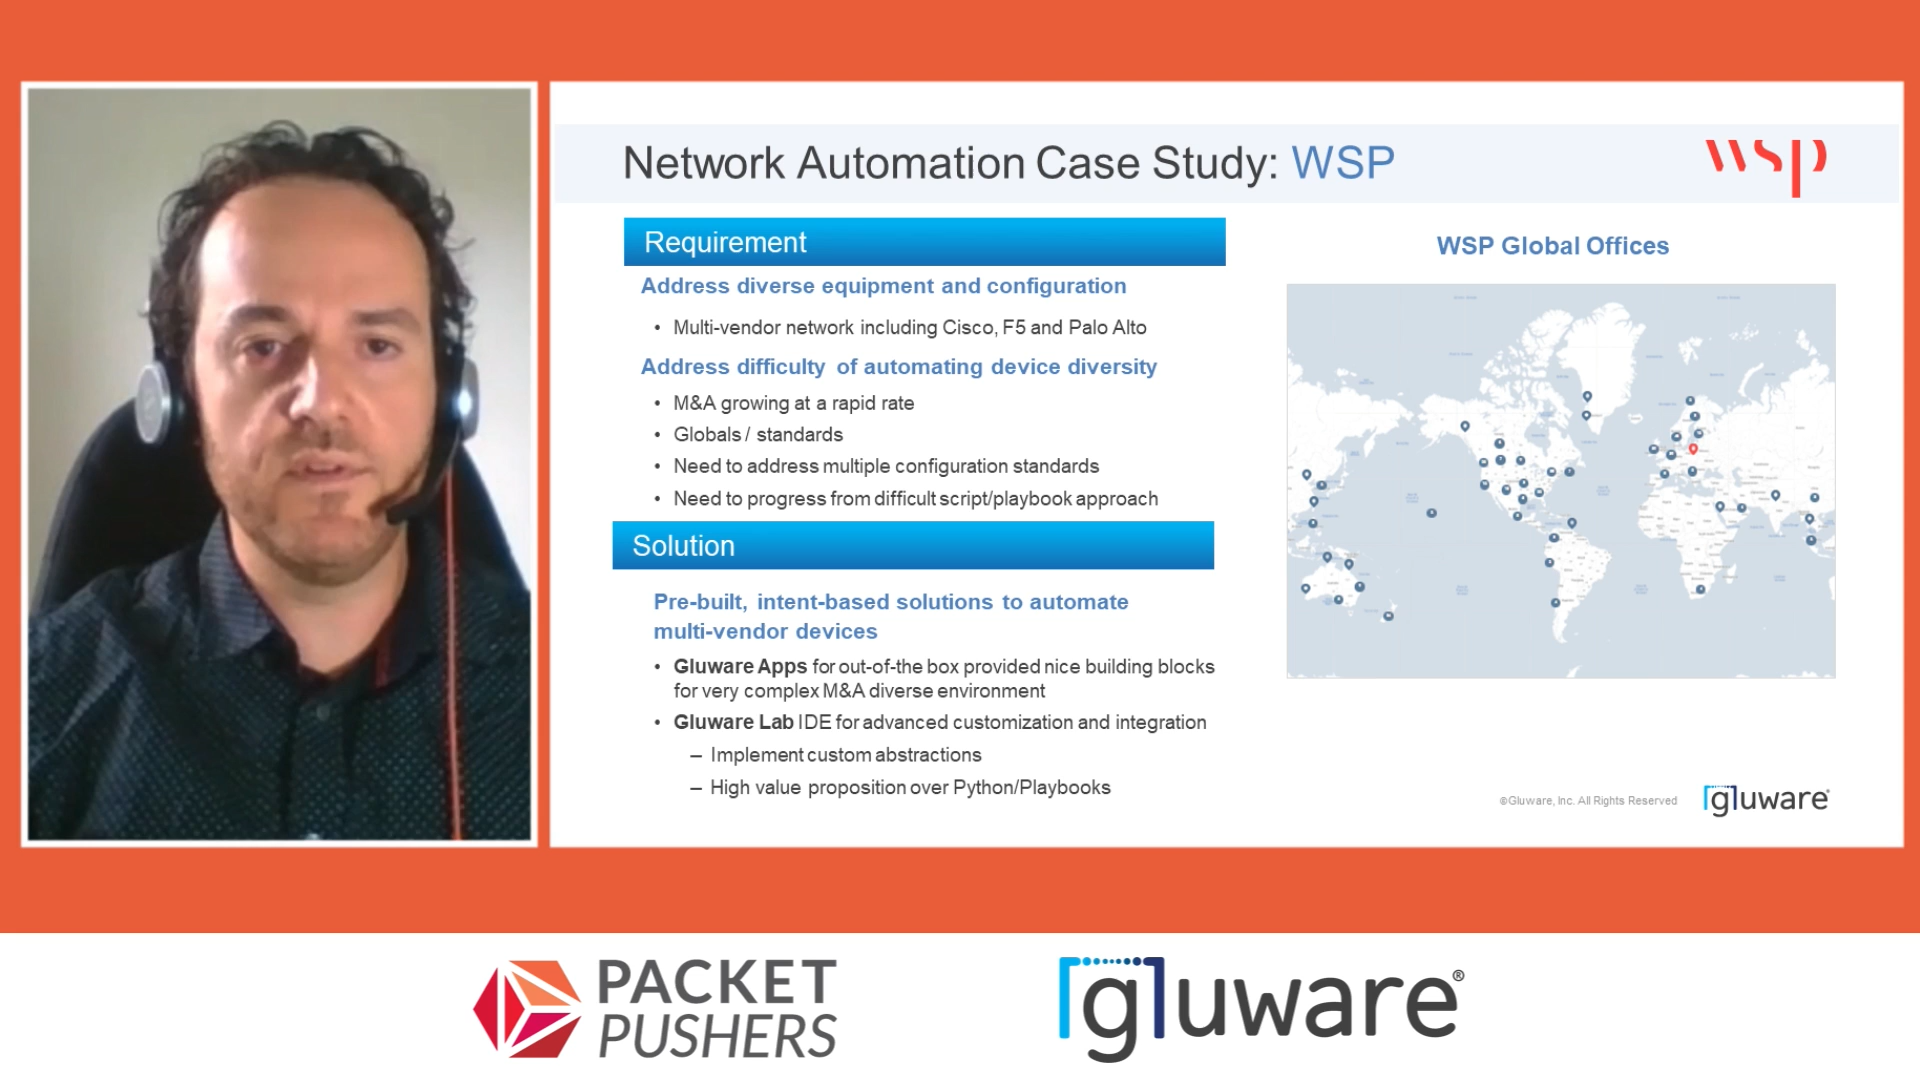 Network Automation Case Study: WSP
wsp
Requirement
Address diverse equipment and configuration
• Multi-vendor network including Cisco, F5 and Palo Alto
Address difficulty of automating device diversity
• M&A growing at a rapid rate
• Globals / standards
• Need to address multiple configuration standards
• Need to progress from difficult script/playbook approach
Solution
Pre-built, intent-based solutions to automate
multi-vendor devices
• Gluware Apps for out-of-the box provided nice building blocks
for very complex M&A diverse environment
• Gluware Lab IDE for advanced customization and integration
– Implement custom abstractions
– High value proposition over Python/Playbooks
WSP Global Offices
©Gluware, Inc. All Rights Reserved
gluware®
PACKET
PUSHERS
gluware®